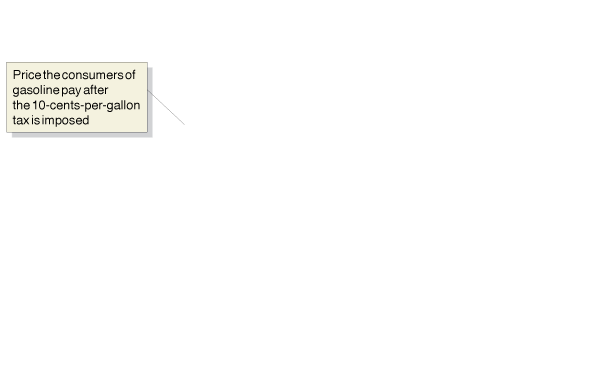 Price the consumers of
gasoline pay after
the 10-cents-per-gallon
tax is imposed